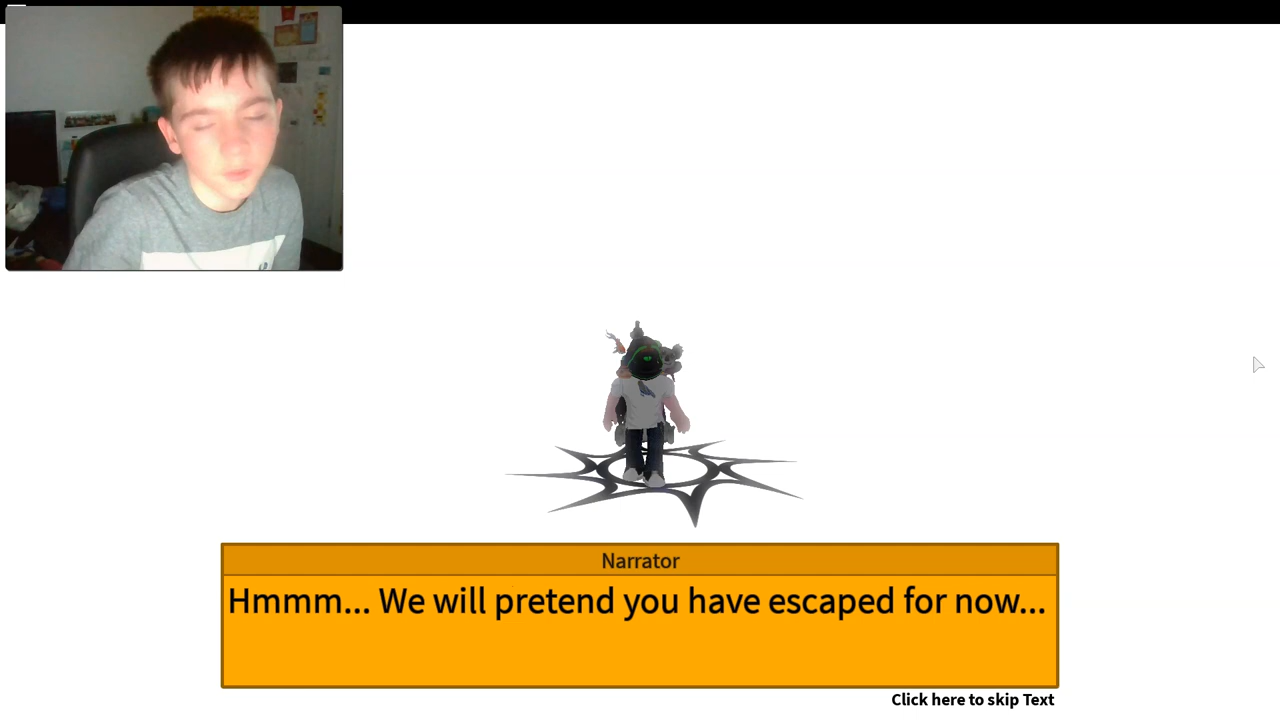 Narrator
Hmmm... We will pretend you have escaped for now...
Click here to skip Text